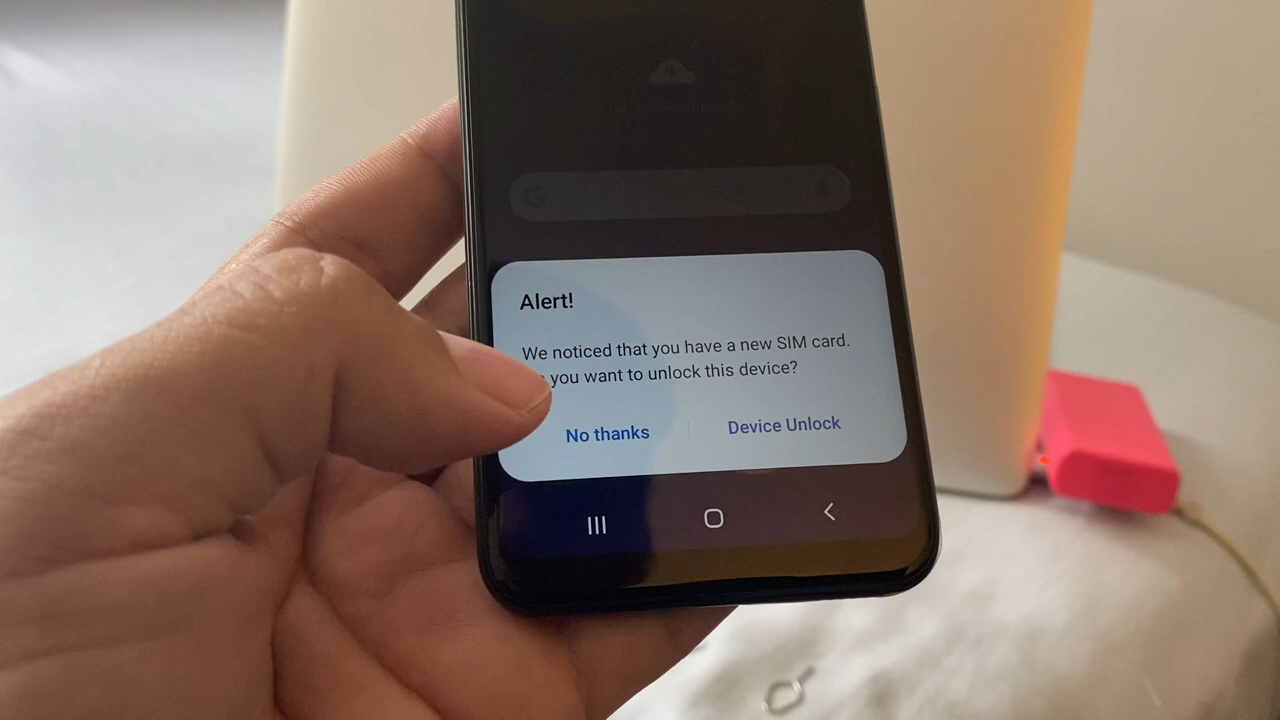 G
Alert!
We noticed that you have a new SIM card.
you want to unlock this device?
No thanks
Device Unlock